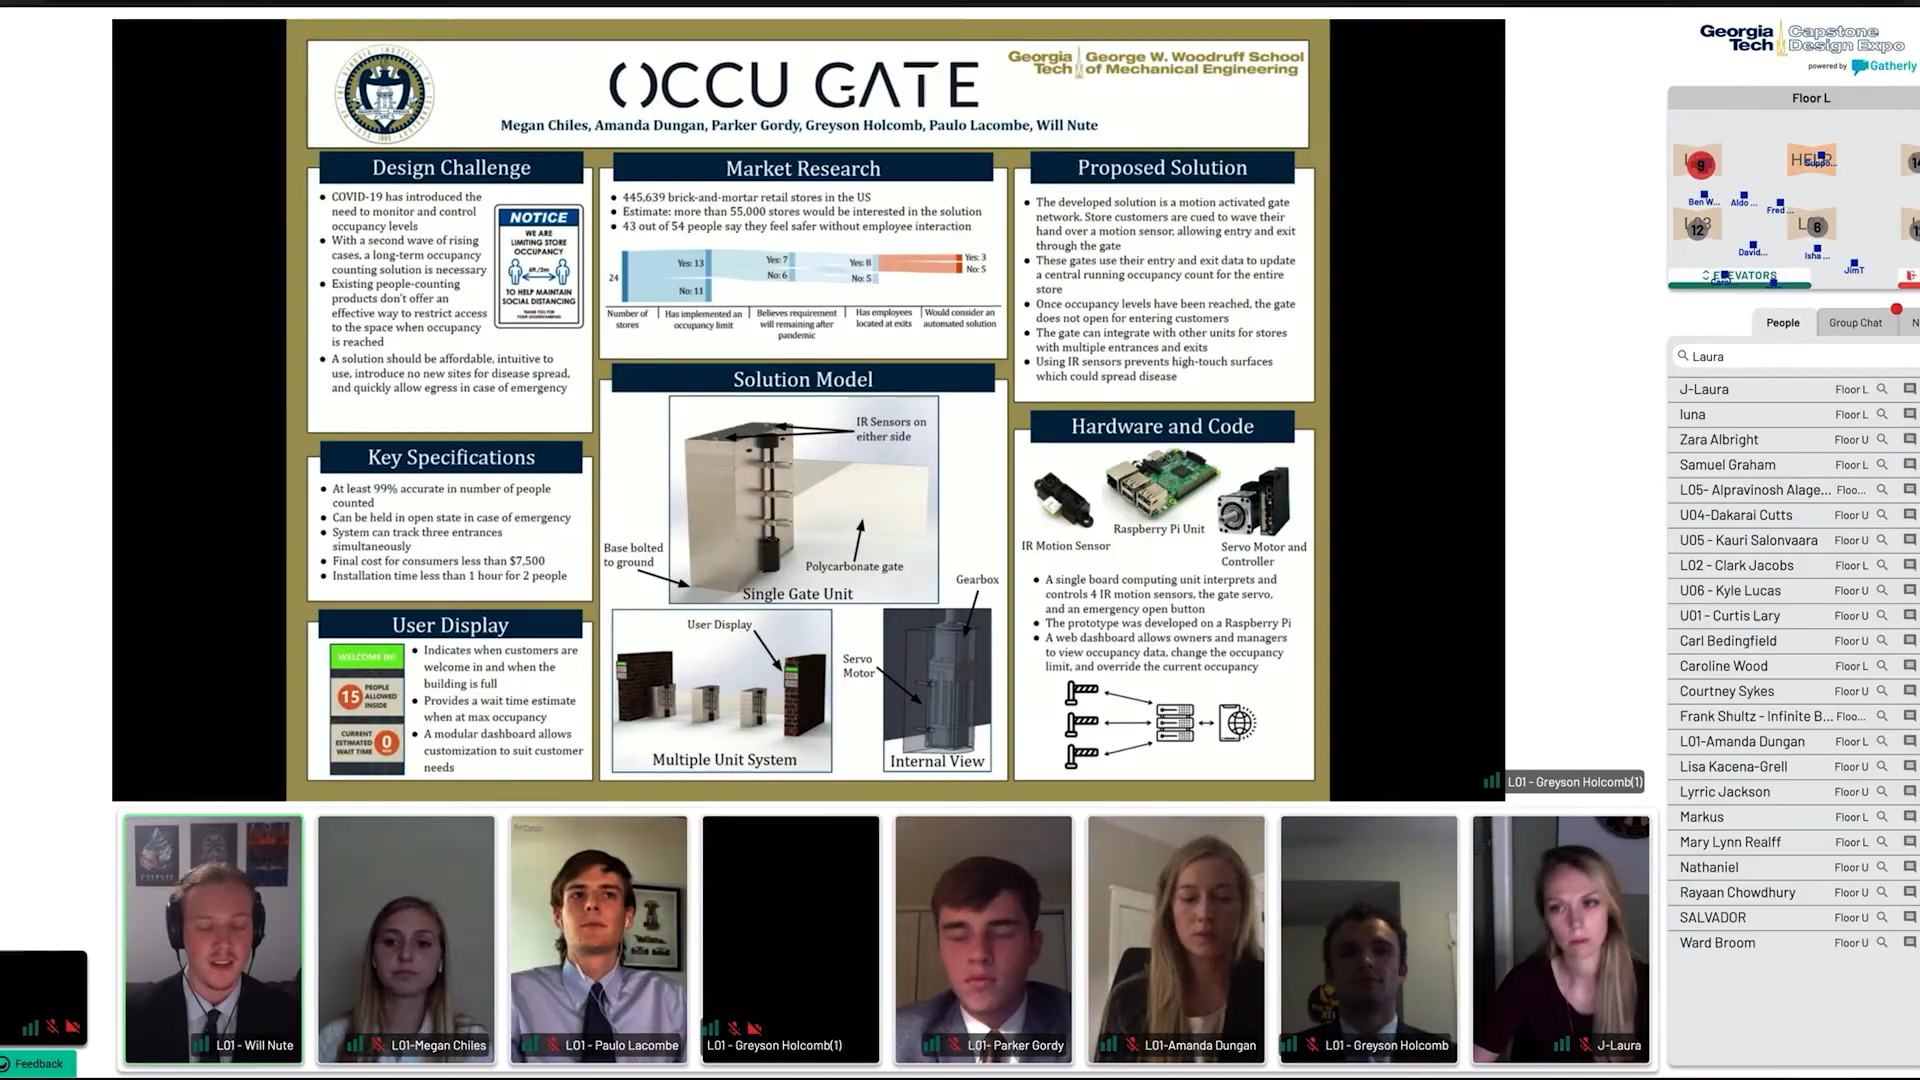 Georgia Tech
Capstone Design Expo
powered by Gatherly
OCCU GATE
Georgia Tech
George W. Woodruff School of Mechanical Engineering
Megan Chiles, Amanda Dungan, Parker Gordy, Greyson Holcomb, Paulo Lacombe, Will Nute
Design Challenge
• COVID-19 has introduced the
need to monitor and control
occupancy levels
• With a second wave of rising
cases, a long-term occupancy
counting solution is necessary
• Existing people-counting
products don't offer an
effective way to restrict access
to the space when occupancy
is reached
• A solution should be affordable, intuitive to
use, introduce no new sites for disease spread,
and quickly allow egress in case of emergency
NOTICE
WE ARE
LIMITING STORE
OCCUPANCY
6ft./2m
TO HELP MAINTAIN
SOCIAL DISTANCING
THANK YOU FOR
YOUR UNDERSTANDING
Key Specifications
• At least 99% accurate in number of people
counted
• Can be held in open state in case of emergency
• System can track three entrances
simultaneously
• Final cost for consumers less than $7,500
• Installation time less than 1 hour for 2 people
User Display
WELCOME IN!
15 PEOPLE
ALLOWED
INSIDE
CURRENT
ESTIMATED
WAIT TIME
0
• Indicates when customers are
welcome in and when the
building is full
• Provides a wait time estimate
when at max occupancy
• A modular dashboard allows
customization to suit customer
needs
Market Research
• 445,639 brick-and-mortar retail stores in the US
• Estimate: more than 55,000 stores would be interested in the solution
• 43 out of 54 people say they feel safer without employee interaction
24
Yes: 13
No: 11
Yes: 7
No: 6
Yes: 8
No: 5
Yes: 3
No: 5
Number of
stores
Has implemented an
occupancy limit
Believes requirement
will remaining after
pandemic
Has employees
located at exits
Would consider an
automated solution
Solution Model
IR Sensors on
either side
Base bolted
to ground
Polycarbonate gate
Single Gate Unit
User Display
Multiple Unit System
Gearbox
Servo
Motor
Internal View
Proposed Solution
• The developed solution is a motion activated gate
network. Store customers are cued to wave their
hand over a motion sensor, allowing entry and exit
through the gate
• These gates use their entry and exit data to update
a central running occupancy count for the entire
store
• Once occupancy levels have been reached, the gate
does not open for entering customers
• The gate can integrate with other units for stores
with multiple entrances and exits
• Using IR sensors prevents high-touch surfaces
which could spread disease
Hardware and Code
IR Motion Sensor
Raspberry Pi Unit
Servo Motor and
Controller
• A single board computing unit interprets and
controls 4 IR motion sensors, the gate servo,
and an emergency open button
• The prototype was developed on a Raspberry Pi
• A web dashboard allows owners and managers
to view occupancy data, change the occupancy
limit, and override the current occupancy
L01 - Greyson Holcomb(1)
L01 - Will Nute
L01-Megan Chiles
L01 - Paulo Lacombe
L01 - Greyson Holcomb(1)
L01- Parker Gordy
L01-Amanda Dungan
L01 - Greyson Holcomb
J-Laura
Feedback
Floor L
9
HELP
Suppo...
Ben W...
Aldo ...
Fred ...
12
6
David...
Isha ...
JimT
ELEVATORS
People
Group Chat
N
Laura
J-Laura Floor L
Iuna Floor L
Zara Albright Floor U
Samuel Graham Floor L
L05- Alpravinosh Alage... Floo...
U04-Dakarai Cutts Floor U
U05 - Kauri Salonvaara Floor U
L02 - Clark Jacobs Floor L
U06 - Kyle Lucas Floor U
U01 - Curtis Lary Floor U
Carl Bedingfield Floor U
Caroline Wood Floor L
Courtney Sykes Floor U
Frank Shultz - Infinite B... Floo...
L01-Amanda Dungan Floor L
Lisa Kacena-Grell Floor U
Lyrric Jackson Floor U
Markus Floor L
Mary Lynn Realff Floor L
Nathaniel Floor U
Rayaan Chowdhury Floor U
SALVADOR Floor U
Ward Broom Floor U